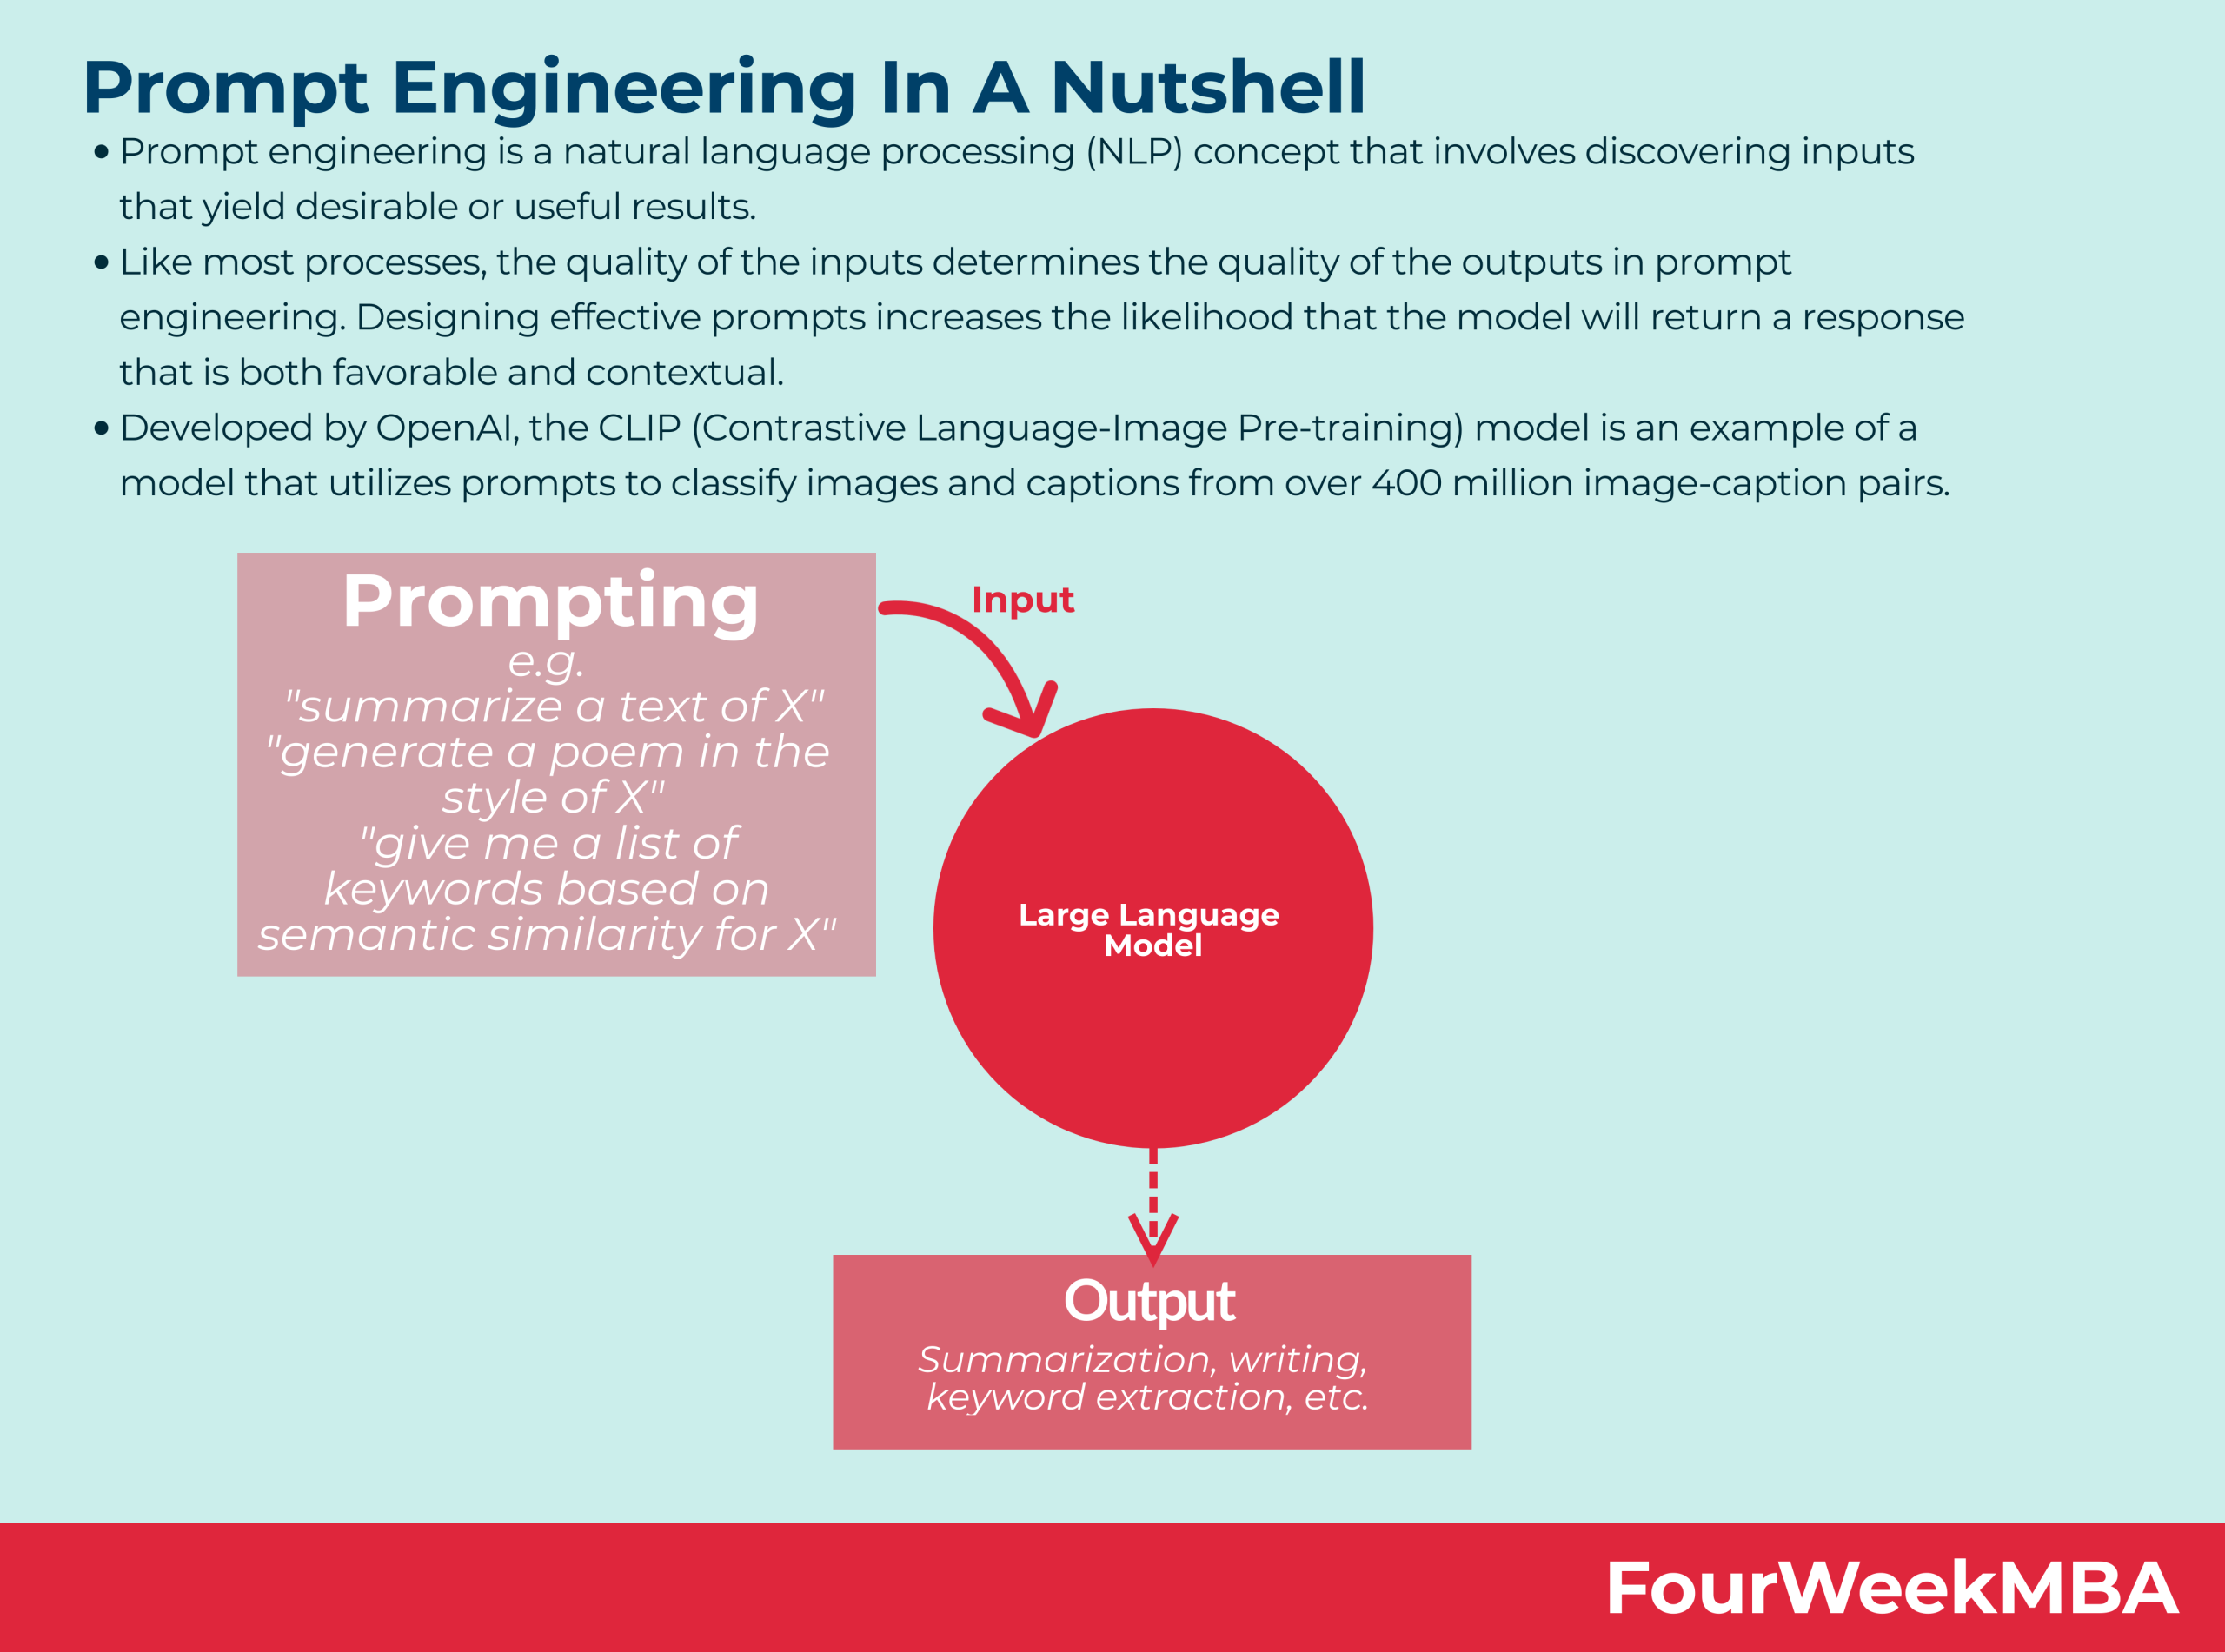 Prompt Engineering In A Nutshell
• Prompt engineering is a natural language processing (NLP) concept that involves discovering inputs
that yield desirable or useful results.
• Like most processes, the quality of the inputs determines the quality of the outputs in prompt
engineering. Designing effective prompts increases the likelihood that the model will return a response
that is both favorable and contextual.
• Developed by OpenAI, the CLIP (Contrastive Language-Image Pre-training) model is an example of a
model that utilizes prompts to classify images and captions from over 400 million image-caption pairs.
Prompting
e.g.
"summarize a text of X"
"generate a poem in the
style of X"
"give me a list of
keywords based on
semantic similarity for X"
Input
Large Language
Model
Output
Summarization, writing,
keyword extraction, etc.
FourWeekMBA